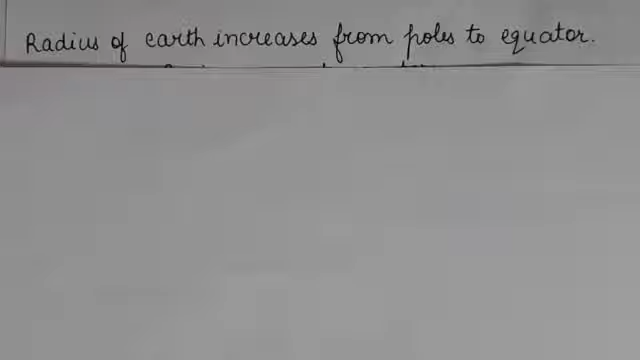 Radius of earth increases from poles to equator.